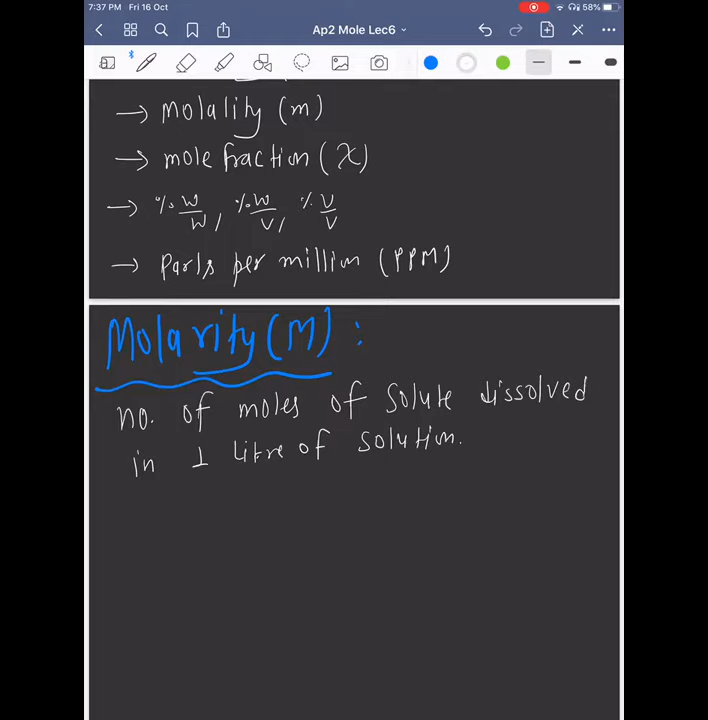 7:37 PM Fri 16 Oct
58%
Ap2 Mole Lec6
→ Molality (m)
→ mole fraction (χ)
→ % W/W, % W/V, % V/V
→ Parts per million (PPM)
Molarity (M) :
no. of moles of Solute dissolved
in 1 litre of solution.